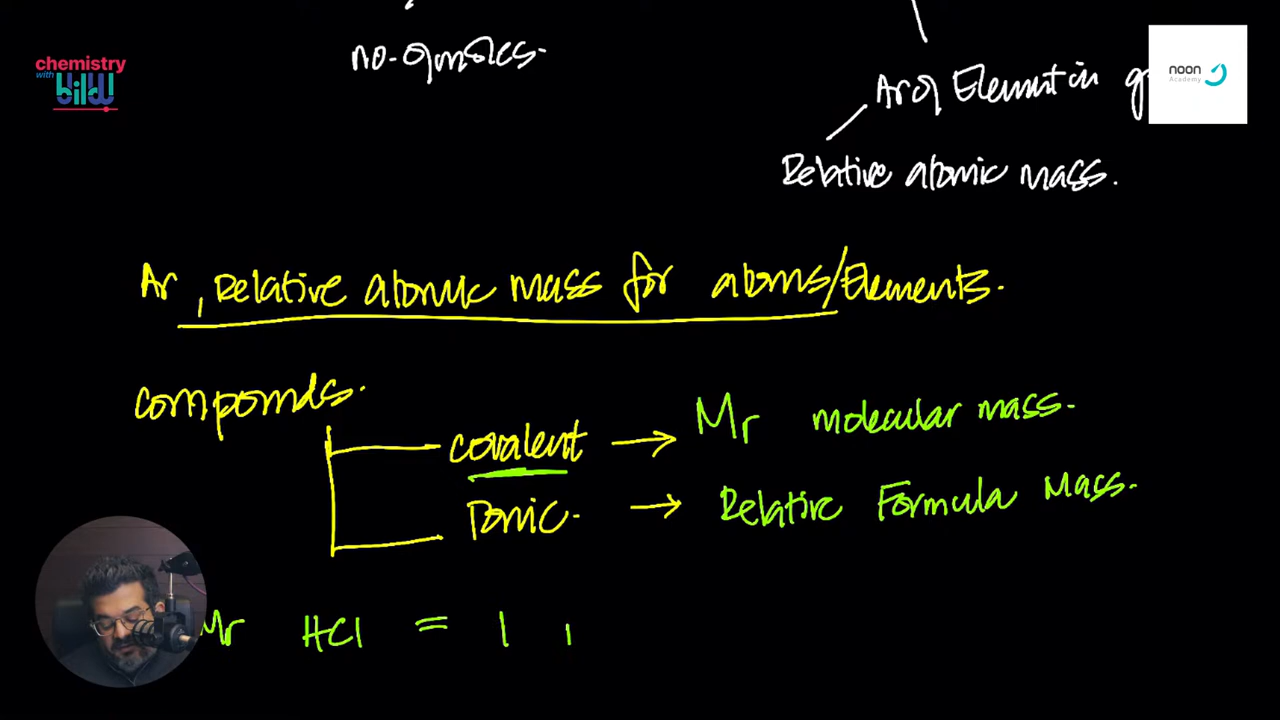 chemistry
with
bilal
no. of moles.
noon
Academy
Ar of Element in g
Relative atomic mass.
Ar, Relative atomic mass for atoms/Elements.
compounds.
covalent → Mr molecular mass.
Ionic. → Relative Formula Mass.
Mr HCl = 1